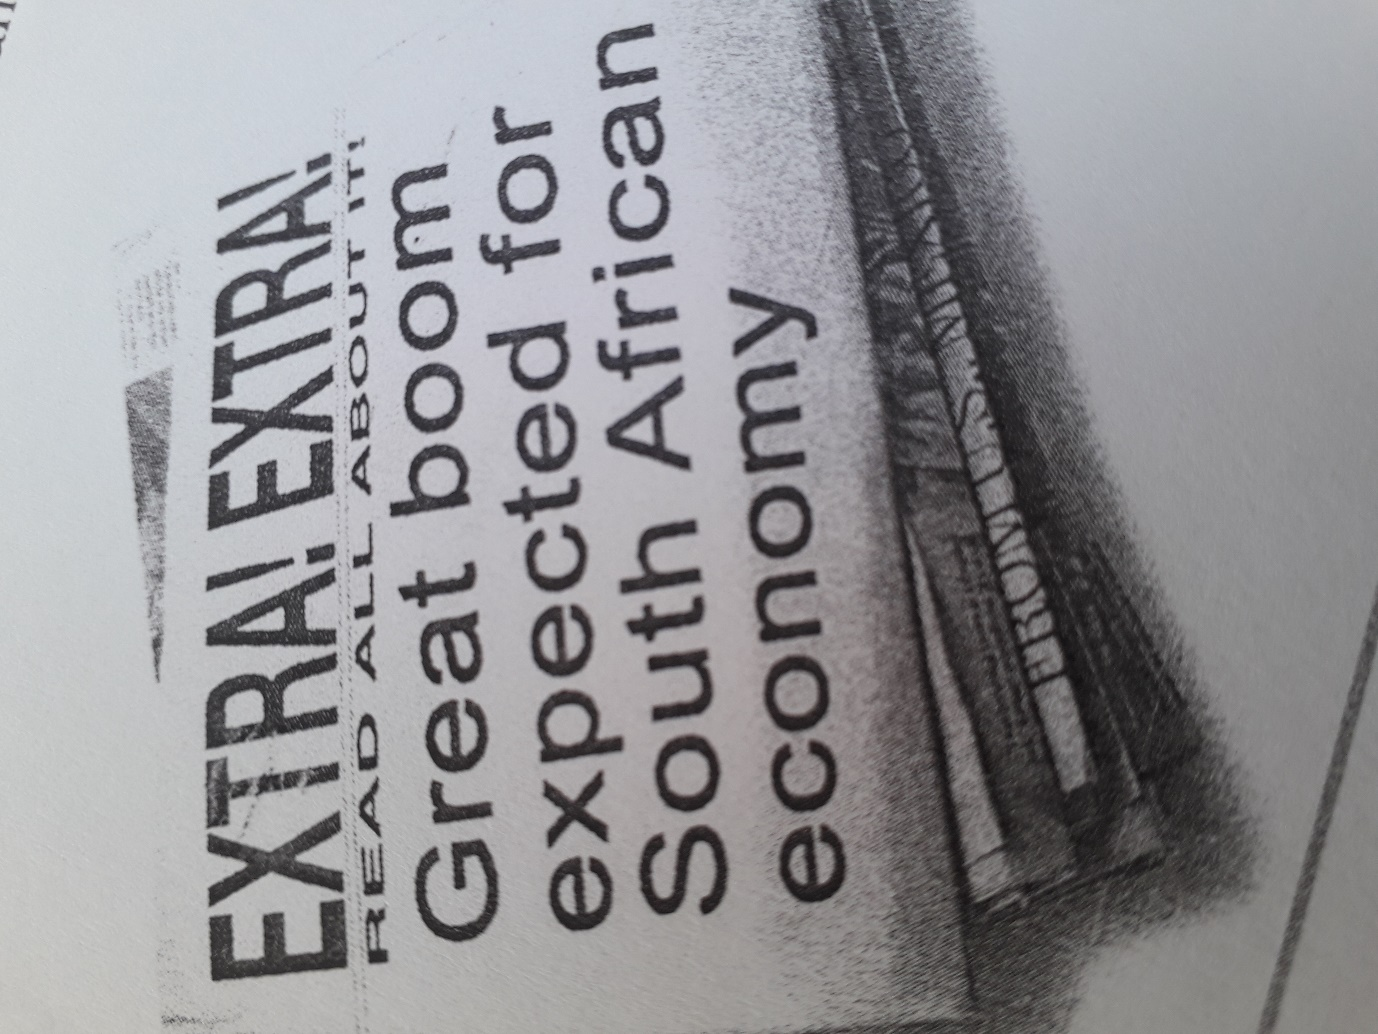 EXTRA! EXTRA!
READ ALL ABOUT IT!
Great boom
expected for
South African
economy